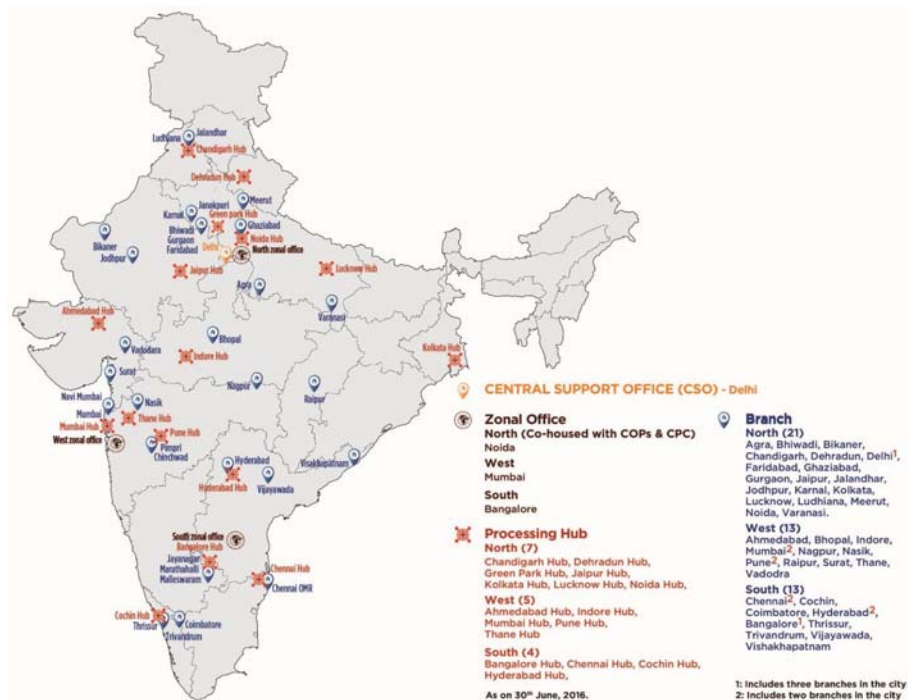 Ludhiana
Jalandhar
Chandigarh Hub
Dehradun Hub
Meerut
Janakpuri
Karnal
Green park Hub
Bhiwadi
Gurgaon
Faridabad
Ghaziabad
Noida Hub
Delhi
North zonal office
Bikaner
Jodhpur
Jaipur Hub
Lucknow Hub
Agra
Varanasi
Ahmedabad Hub
Bhopal
Vadodara
Indore Hub
Kolkata Hub
Surat
Nagpur
Raipur
Navi Mumbai
Nasik
Mumbai
Thane Hub
Mumbai Hub
Pune Hub
West zonal office
Pimpri
Chinchwad
Hyderabad
Visakhapatnam
Hyderabad Hub
Vijayawada
South zonal office
Bangalore Hub
Jayanagar
Marathahalli
Malleswaram
Chennai Hub
Chennai OMR
Cochin Hub
Thrissur
Coimbatore
Trivandrum
CENTRAL SUPPORT OFFICE (CSO) - Delhi
Zonal Office
North (Co-housed with COPs & CPC)
Noida
West
Mumbai
South
Bangalore
Processing Hub
North (7)
Chandigarh Hub, Dehradun Hub,
Green Park Hub, Jaipur Hub,
Kolkata Hub, Lucknow Hub, Noida Hub,
West (5)
Ahmedabad Hub, Indore Hub,
Mumbai Hub, Pune Hub,
Thane Hub
South (4)
Bangalore Hub, Chennai Hub, Cochin Hub,
Hyderabad Hub,
As on 30th June, 2016.
Branch
North (21)
Agra, Bhiwadi, Bikaner,
Chandigarh, Dehradun, Delhi1,
Faridabad, Ghaziabad,
Gurgaon, Jaipur, Jalandhar,
Jodhpur, Karnal, Kolkata,
Lucknow, Ludhiana, Meerut,
Noida, Varanasi.
West (13)
Ahmedabad, Bhopal, Indore,
Mumbai2, Nagpur, Nasik,
Pune2, Raipur, Surat, Thane,
Vadodra
South (13)
Chennai2, Cochin,
Coimbatore, Hyderabad2,
Bangalore1, Thrissur,
Trivandrum, Vijayawada,
Vishakhapatnam
1: Includes three branches in the city
2: Includes two branches in the city